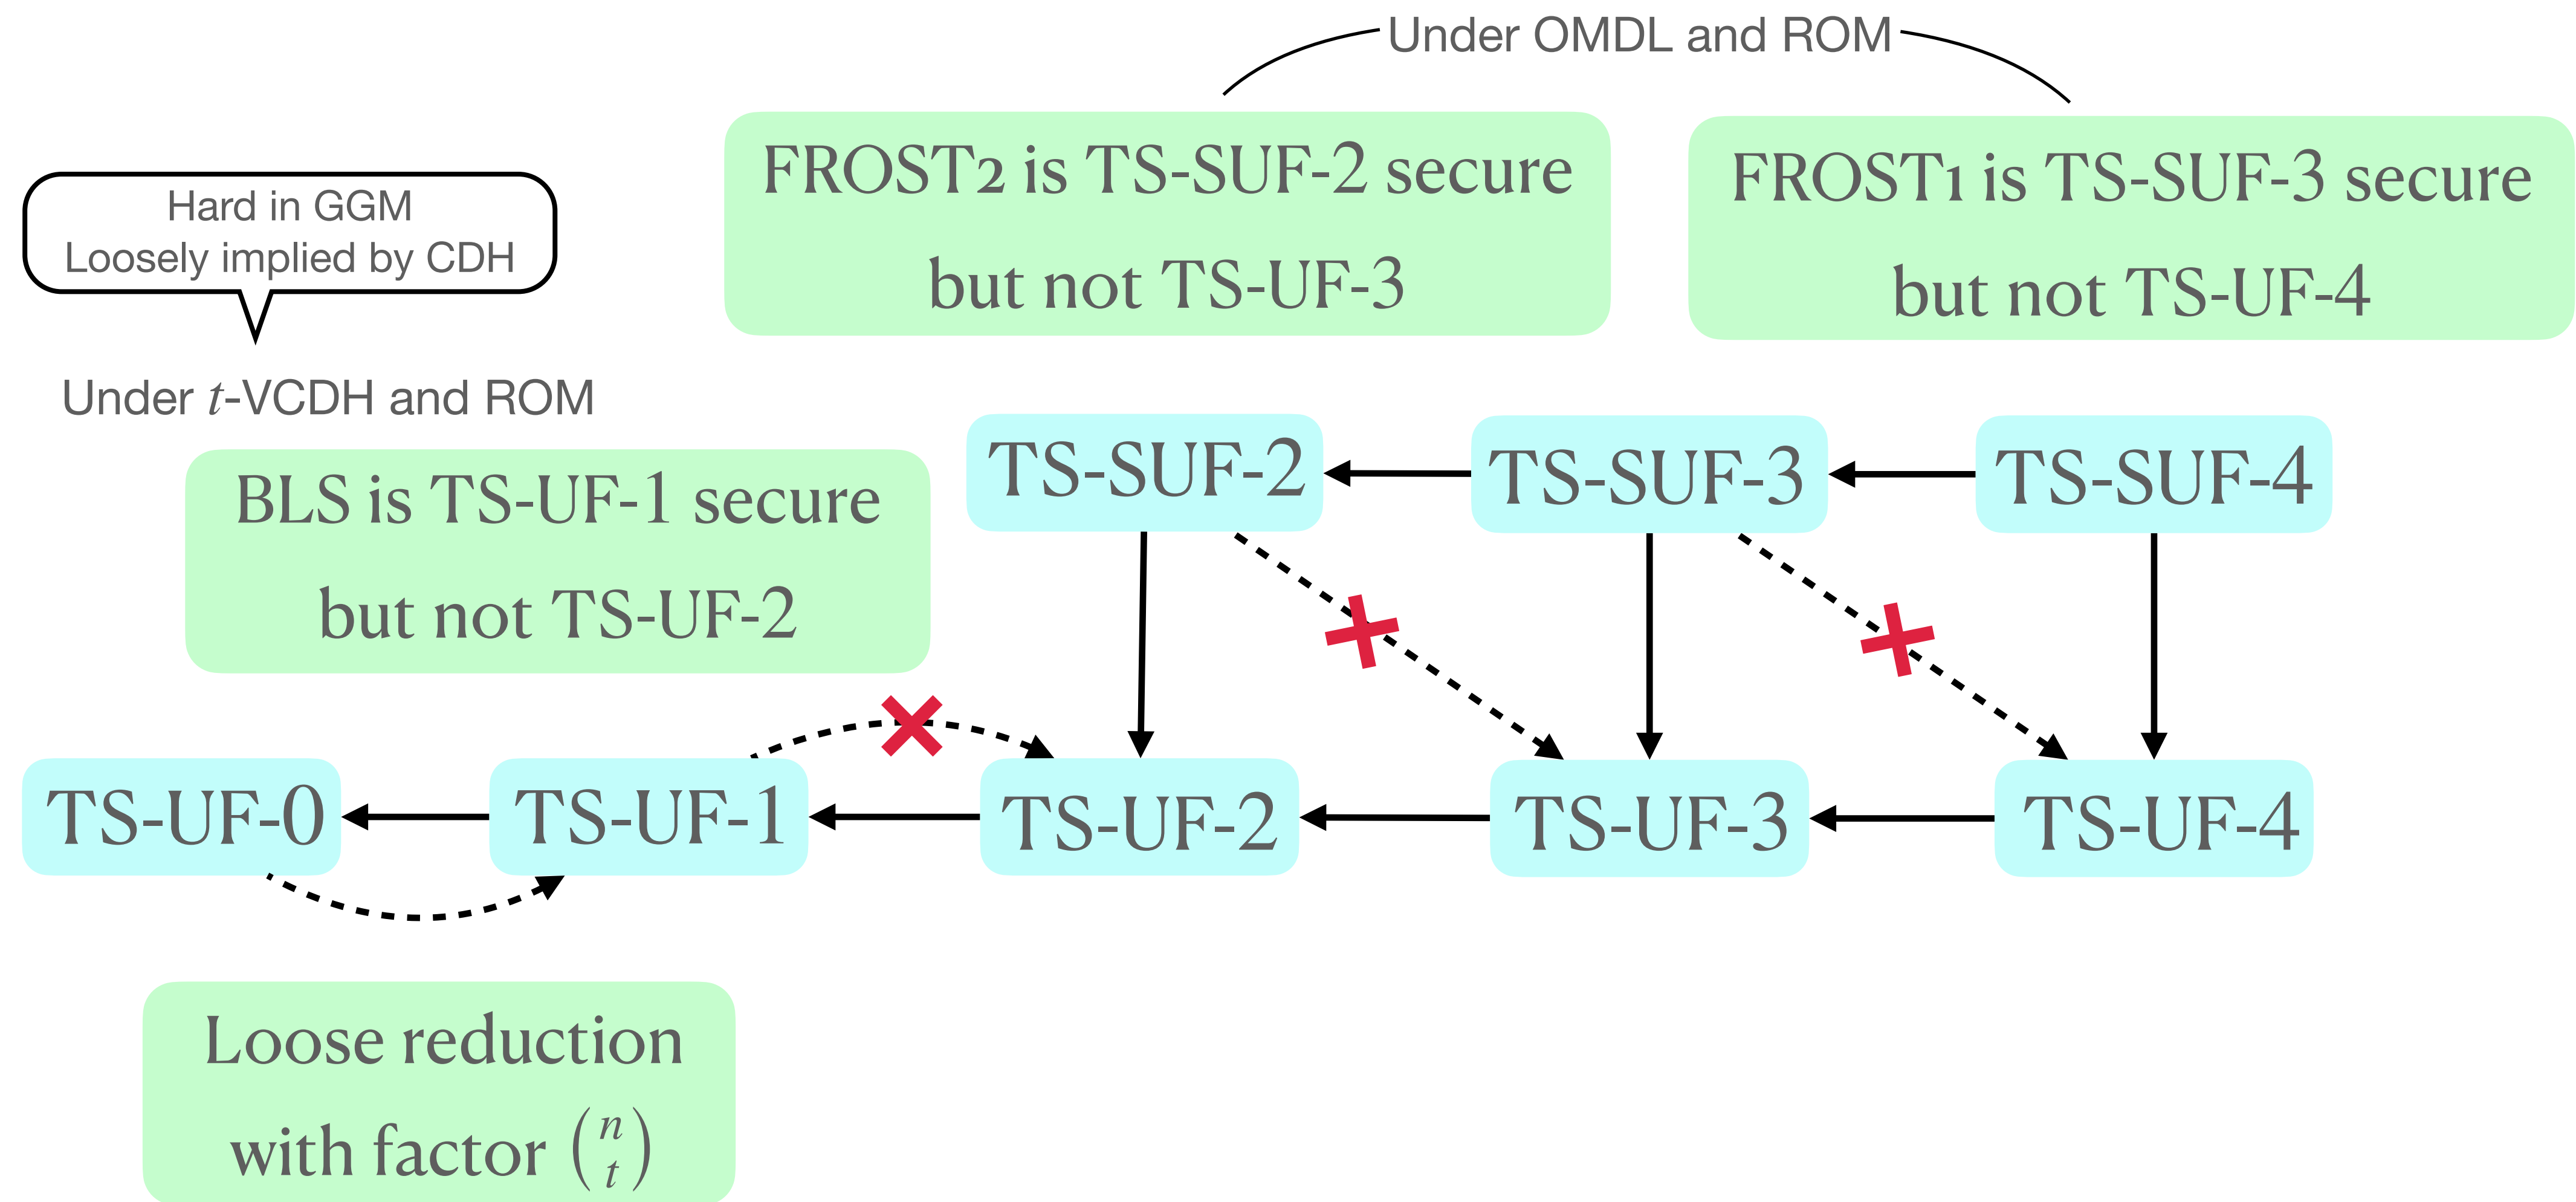 Under OMDL and ROM
FROST2 is TS-SUF-2 secure
but not TS-UF-3
FROST1 is TS-SUF-3 secure
but not TS-UF-4
Hard in GGM
Loosely implied by CDH
Under t-VCDH and ROM
BLS is TS-UF-1 secure
but not TS-UF-2
TS-SUF-2
TS-SUF-3
TS-SUF-4
TS-UF-0
TS-UF-1
TS-UF-2
TS-UF-3
TS-UF-4
Loose reduction
with factor (n t)